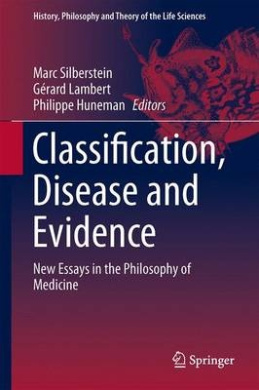 History, Philosophy and Theory of the Life Sciences
Marc Silberstein
Gérard Lambert
Philippe Huneman Editors
Classification,
Disease and
Evidence
New Essays in the Philosophy of
Medicine
Springer